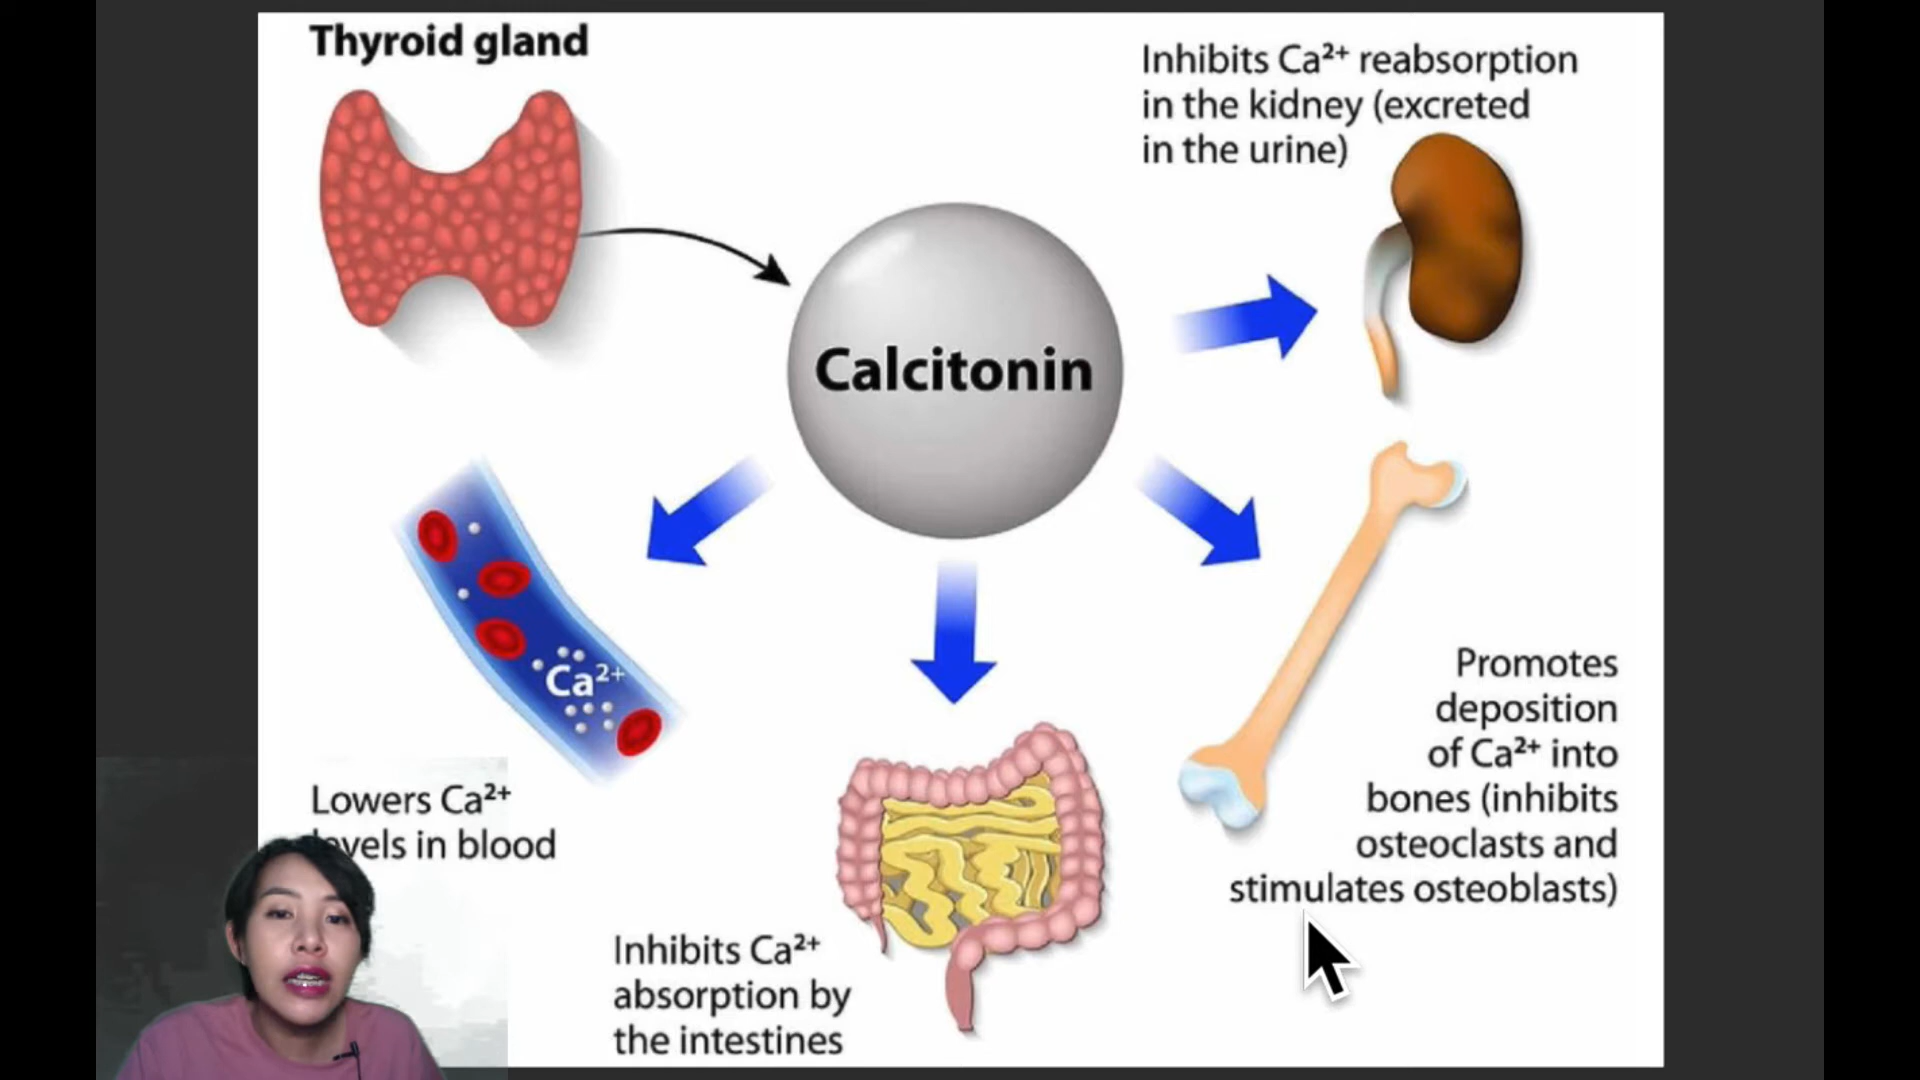 Thyroid gland
Inhibits Ca²⁺ reabsorption
in the kidney (excreted
in the urine)
Calcitonin
Ca²⁺
Lowers Ca²⁺
levels in blood
Promotes
deposition
of Ca²⁺ into
bones (inhibits
osteoclasts and
stimulates osteoblasts)
Inhibits Ca²⁺
absorption by
the intestines